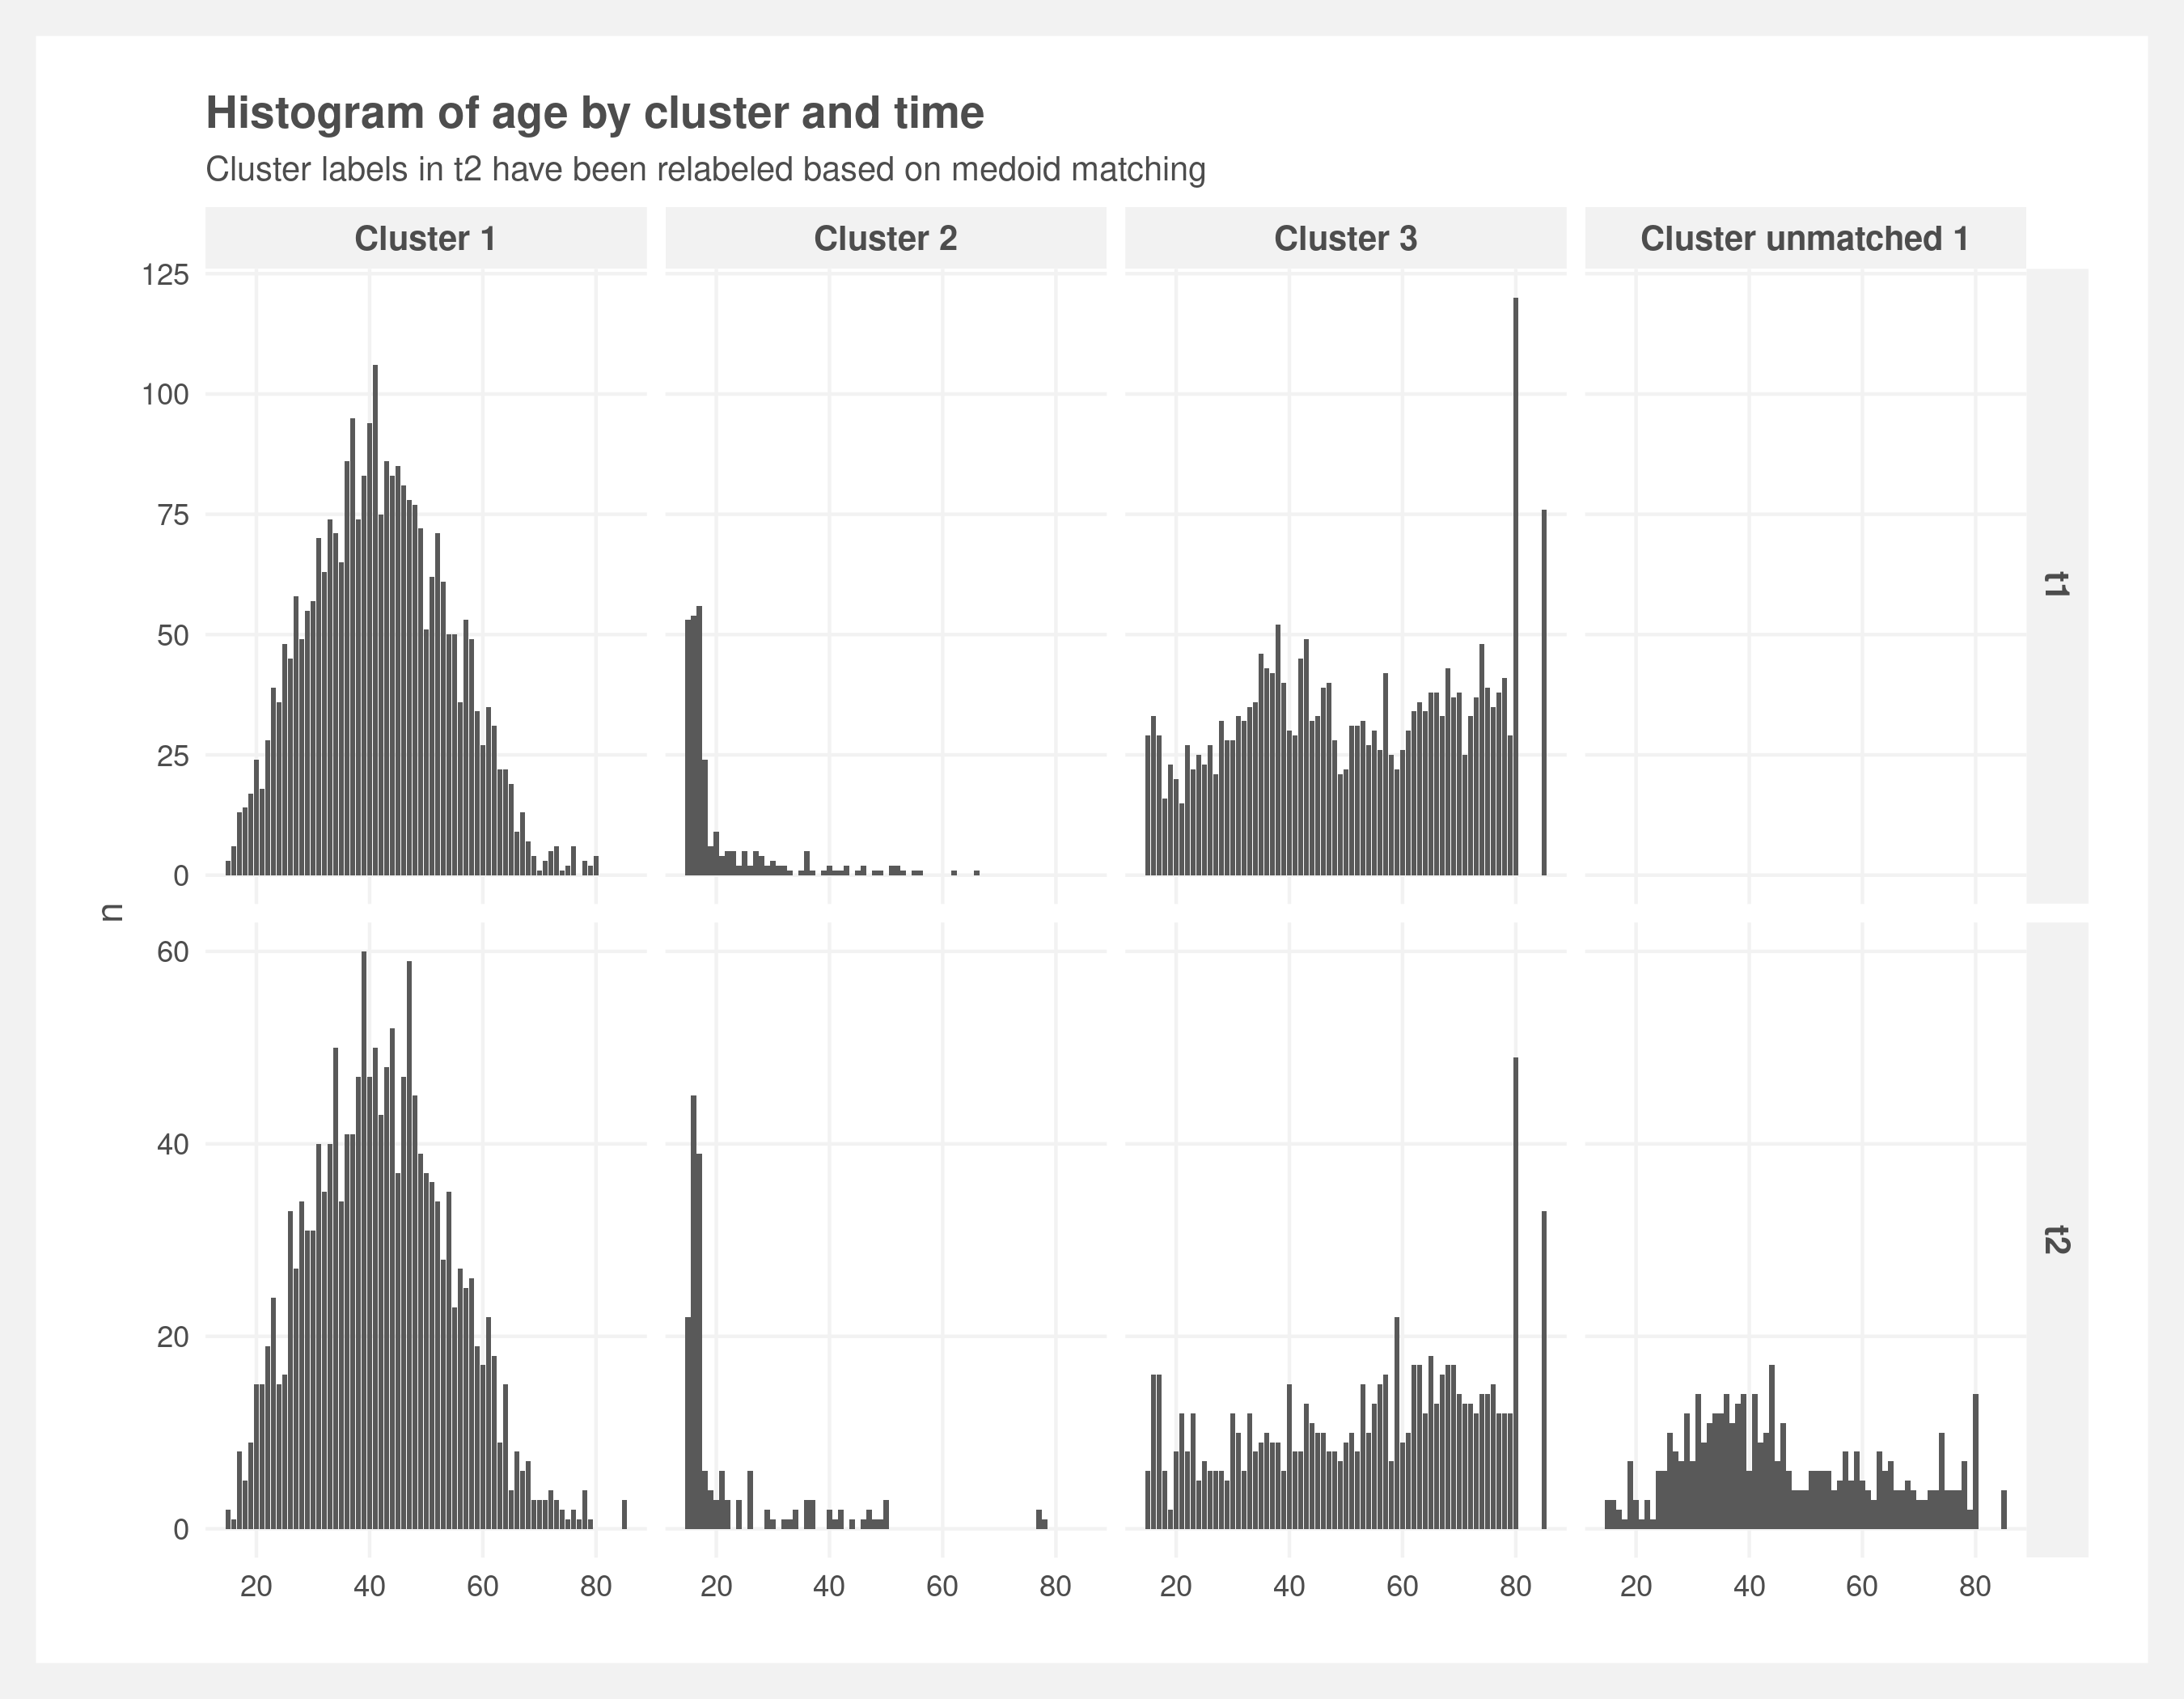 Histogram of age by cluster and time
Cluster labels in t2 have been relabeled based on medoid matching
Cluster 1 Cluster 2 Cluster 3 Cluster unmatched 1
125
100
75
50
25
0
t1
n
60
40
20
0
t2
20 40 60 80 20 40 60 80 20 40 60 80 20 40 60 80